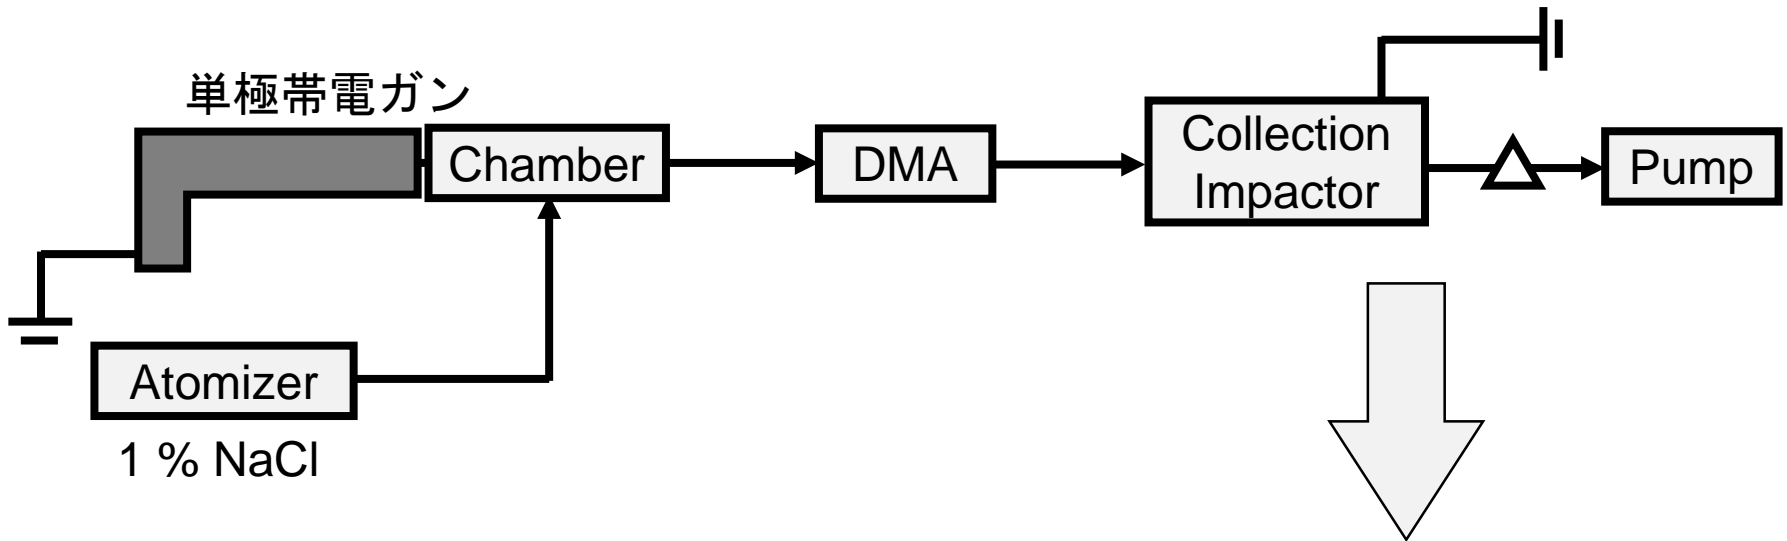 単極帯電ガン
Chamber
DMA
Collection
Impactor
Pump
Atomizer
1 % NaCl